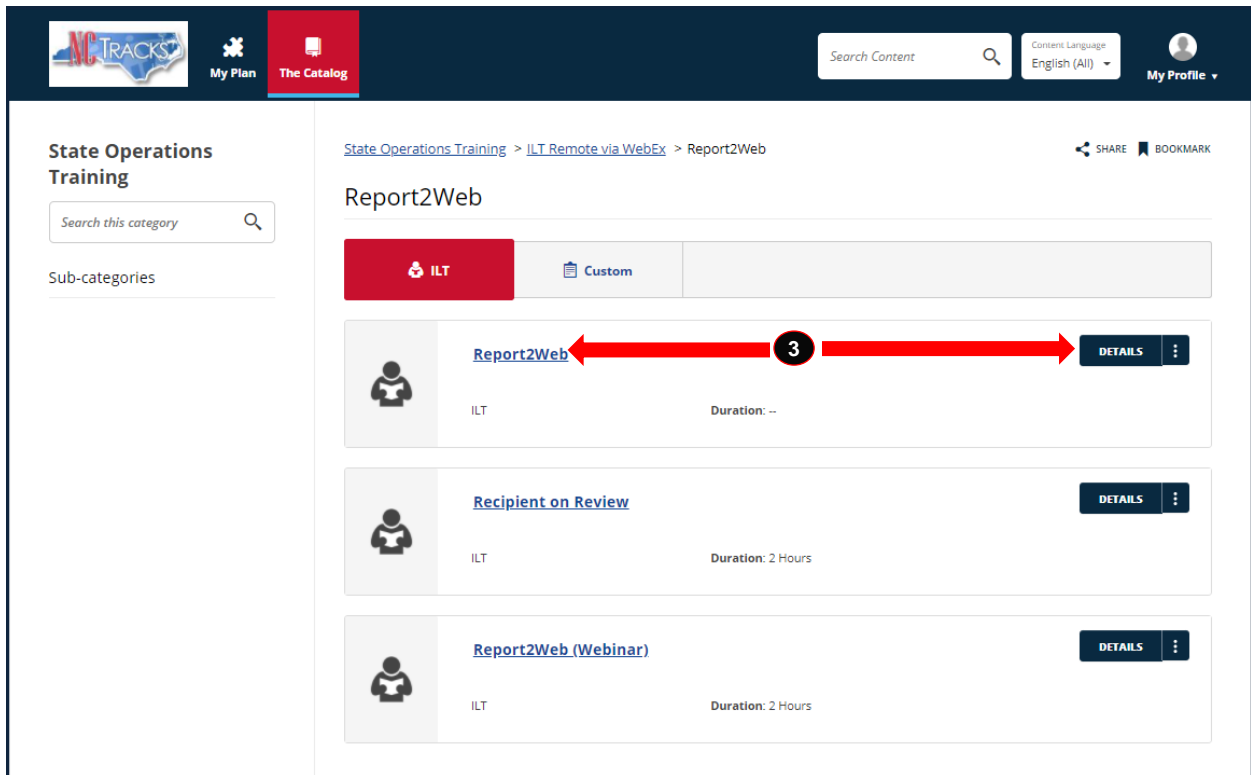 NCTRACKS
My Plan
The Catalog
Search Content
Content Language
English (All)
My Profile
State Operations
Training
Search this category
Sub-categories
State Operations Training > ILT Remote via WebEx > Report2Web
SHARE BOOKMARK
Report2Web
ILT Custom
Report2Web 3 DETAILS
ILT Duration: --
Recipient on Review DETAILS
ILT Duration: 2 Hours
Report2Web (Webinar) DETAILS
ILT Duration: 2 Hours